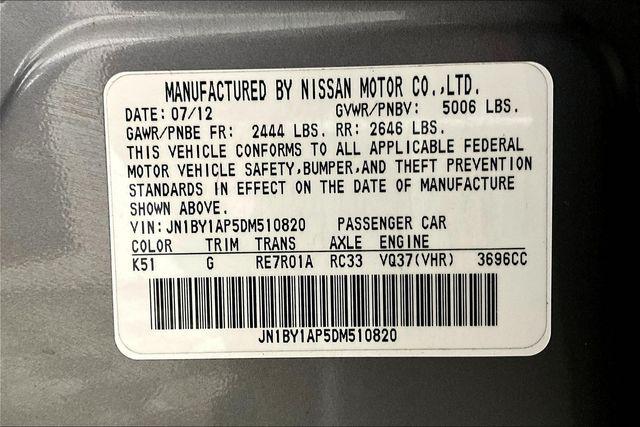 MANUFACTURED BY NISSAN MOTOR CO.,LTD.
DATE: 07/12 GVWR/PNBV: 5006 LBS.
GAWR/PNBE FR: 2444 LBS. RR: 2646 LBS.
THIS VEHICLE CONFORMS TO ALL APPLICABLE FEDERAL
MOTOR VEHICLE SAFETY,BUMPER,AND THEFT PREVENTION
STANDARDS IN EFFECT ON THE DATE OF MANUFACTURE
SHOWN ABOVE.
VIN: JN1BY1AP5DM510820 PASSENGER CAR
COLOR TRIM TRANS AXLE ENGINE
K51 G RE7R01A RC33 VQ37(VHR) 3696CC
JN1BY1AP5DM510820